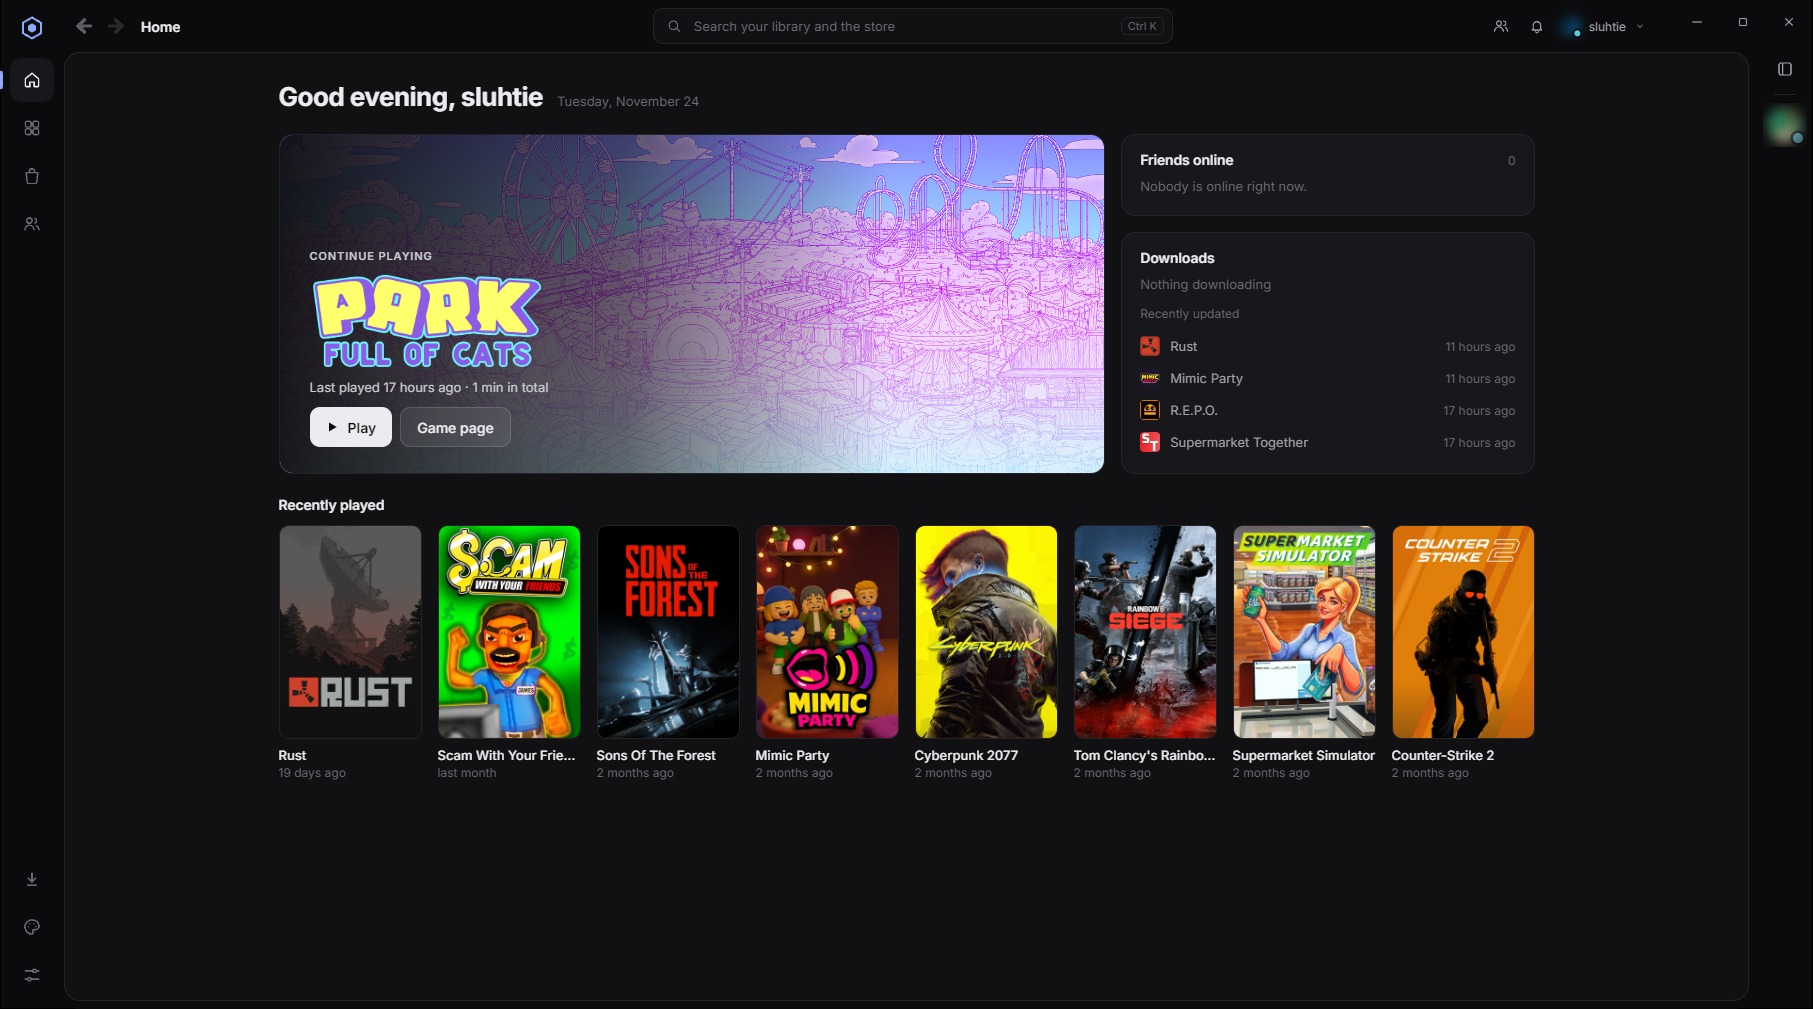 Home
Search your library and the store
Ctrl K
sluhtie
Good evening, sluhtie
Tuesday, November 24
CONTINUE PLAYING
A PARK
FULL OF CATS
Last played 17 hours ago · 1 min in total
Play
Game page
Friends online
0
Nobody is online right now.
Downloads
Nothing downloading
Recently updated
Rust
11 hours ago
MIMIC
Mimic Party
11 hours ago
R.E.P.O.
17 hours ago
ST
Supermarket Together
17 hours ago
Recently played
RUST
Rust
19 days ago
$CAM
WITH YOUR FRIENDS
JAMES
Scam With Your Frie...
last month
SONS
OF THE
FOREST
Sons Of The Forest
2 months ago
MIMIC
PARTY
Mimic Party
2 months ago
CYBERPUNK
Cyberpunk 2077
2 months ago
RAINBOW 6
SIEGE
Tom Clancy's Rainbo...
2 months ago
SUPERMARKET
SIMULATOR
Supermarket Simulator
2 months ago
COUNTER
STRIKE 2
Counter-Strike 2
2 months ago